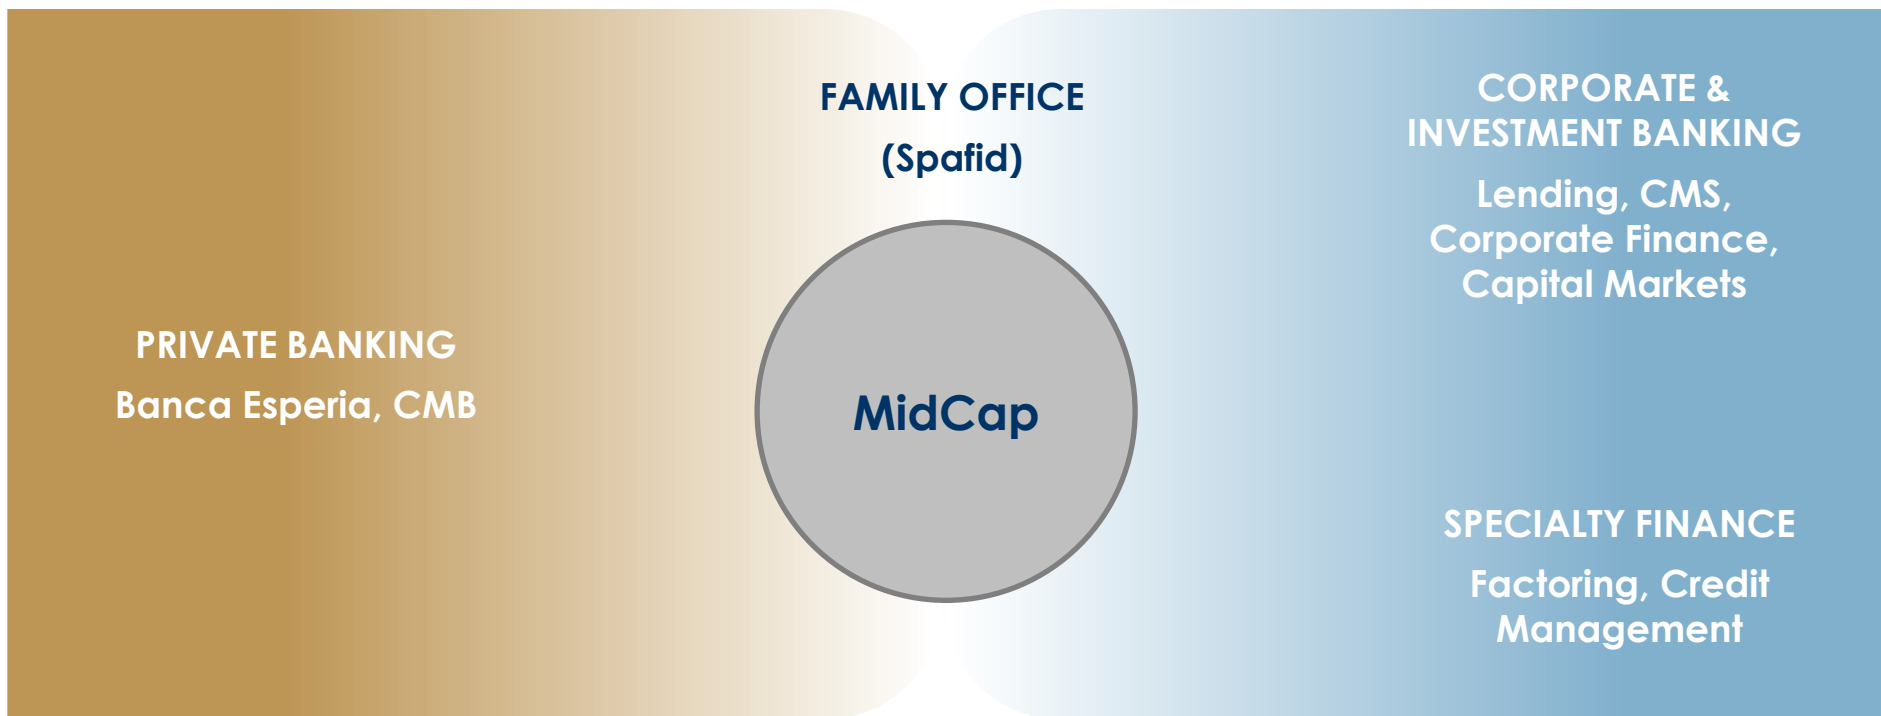 FAMILY OFFICE
(Spafid)
CORPORATE &
INVESTMENT BANKING
Lending, CMS,
Corporate Finance,
Capital Markets
PRIVATE BANKING
Banca Esperia, CMB
MidCap
SPECIALTY FINANCE
Factoring, Credit
Management